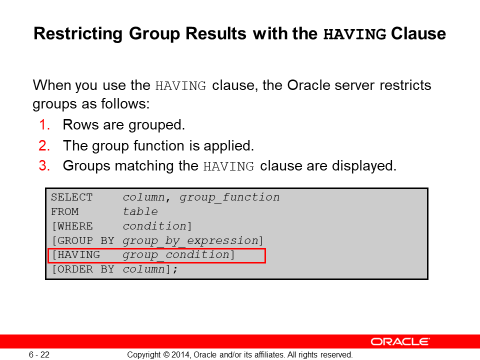 Restricting Group Results with the HAVING Clause
When you use the HAVING clause, the Oracle server restricts
groups as follows:
1. Rows are grouped.
2. The group function is applied.
3. Groups matching the HAVING clause are displayed.
SELECT column, group_function
FROM table
[WHERE condition]
[GROUP BY group_by_expression]
[HAVING group_condition]
[ORDER BY column];
ORACLE
6 - 22 Copyright © 2014, Oracle and/or its affiliates. All rights reserved.